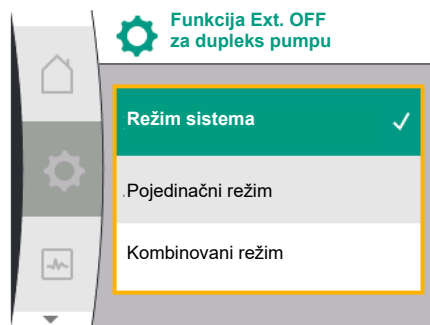 Funkcija Ext. OFF
za dupleks pumpu
Režim sistema
Pojedinačni režim
Kombinovani režim